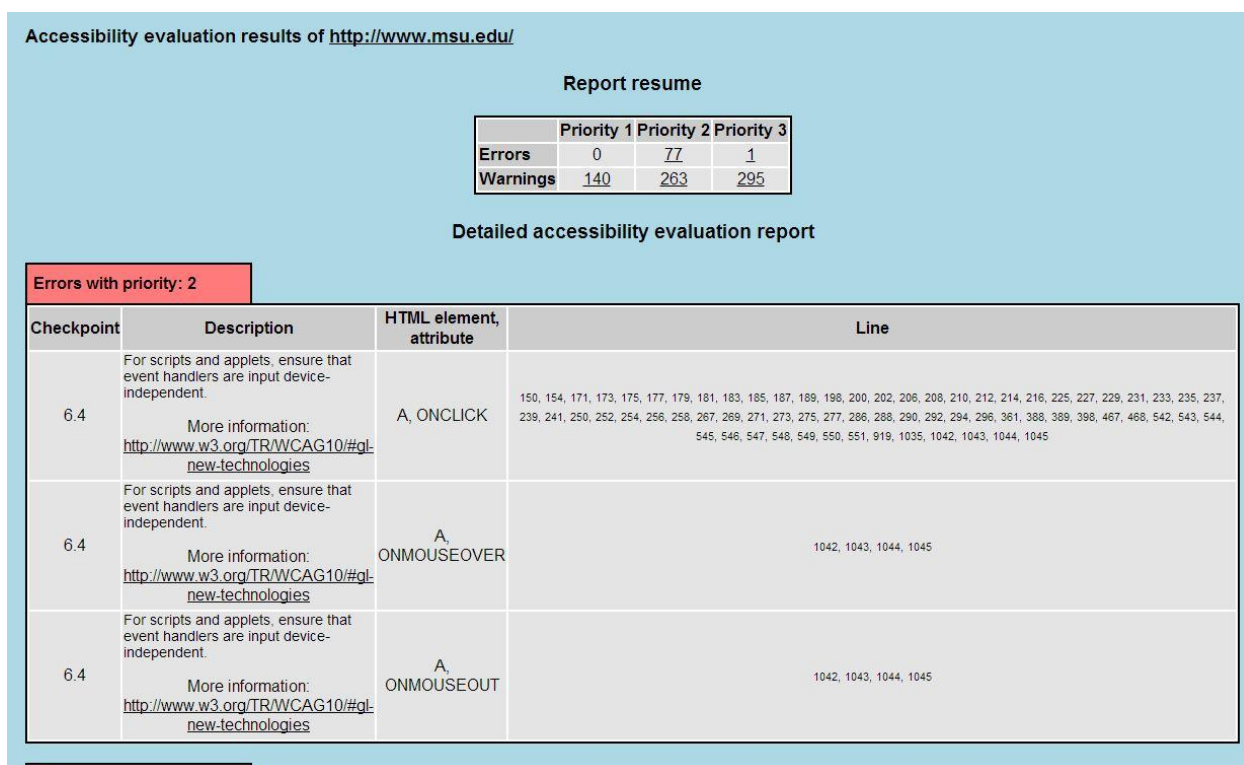 Accessibility evaluation results of http://www.msu.edu/
Report resume
Priority 1 Priority 2 Priority 3
Errors 0 77 1
Warnings 140 263 295
Detailed accessibility evaluation report
Errors with priority: 2
Checkpoint Description HTML element, attribute Line
6.4
For scripts and applets, ensure that
event handlers are input device-
independent.
More information:
http://www.w3.org/TR/WCAG10/#gl-
new-technologies
A, ONCLICK
150, 154, 171, 173, 175, 177, 179, 181, 183, 185, 187, 189, 198, 200, 202, 206, 208, 210, 212, 214, 216, 225, 227, 229, 231, 233, 235, 237,
239, 241, 250, 252, 254, 256, 258, 267, 269, 271, 273, 275, 277, 286, 288, 290, 292, 294, 296, 361, 388, 389, 398, 467, 468, 542, 543, 544,
545, 546, 547, 548, 549, 550, 551, 919, 1035, 1042, 1043, 1044, 1045
6.4
For scripts and applets, ensure that
event handlers are input device-
independent.
More information:
http://www.w3.org/TR/WCAG10/#gl-
new-technologies
A,
ONMOUSEOVER
1042, 1043, 1044, 1045
6.4
For scripts and applets, ensure that
event handlers are input device-
independent.
More information:
http://www.w3.org/TR/WCAG10/#gl-
new-technologies
A,
ONMOUSEOUT
1042, 1043, 1044, 1045